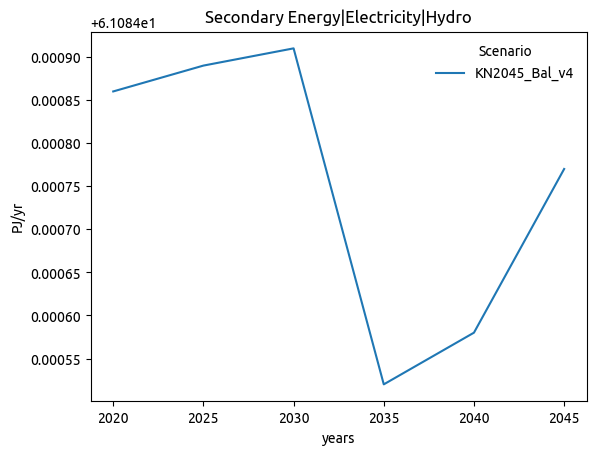 Secondary Energy|Electricity|Hydro
+6.1084e1
Scenario
KN2045_Bal_v4
PJ/yr
0.00090
0.00085
0.00080
0.00075
0.00070
0.00065
0.00060
0.00055
2020 2025 2030 2035 2040 2045
years